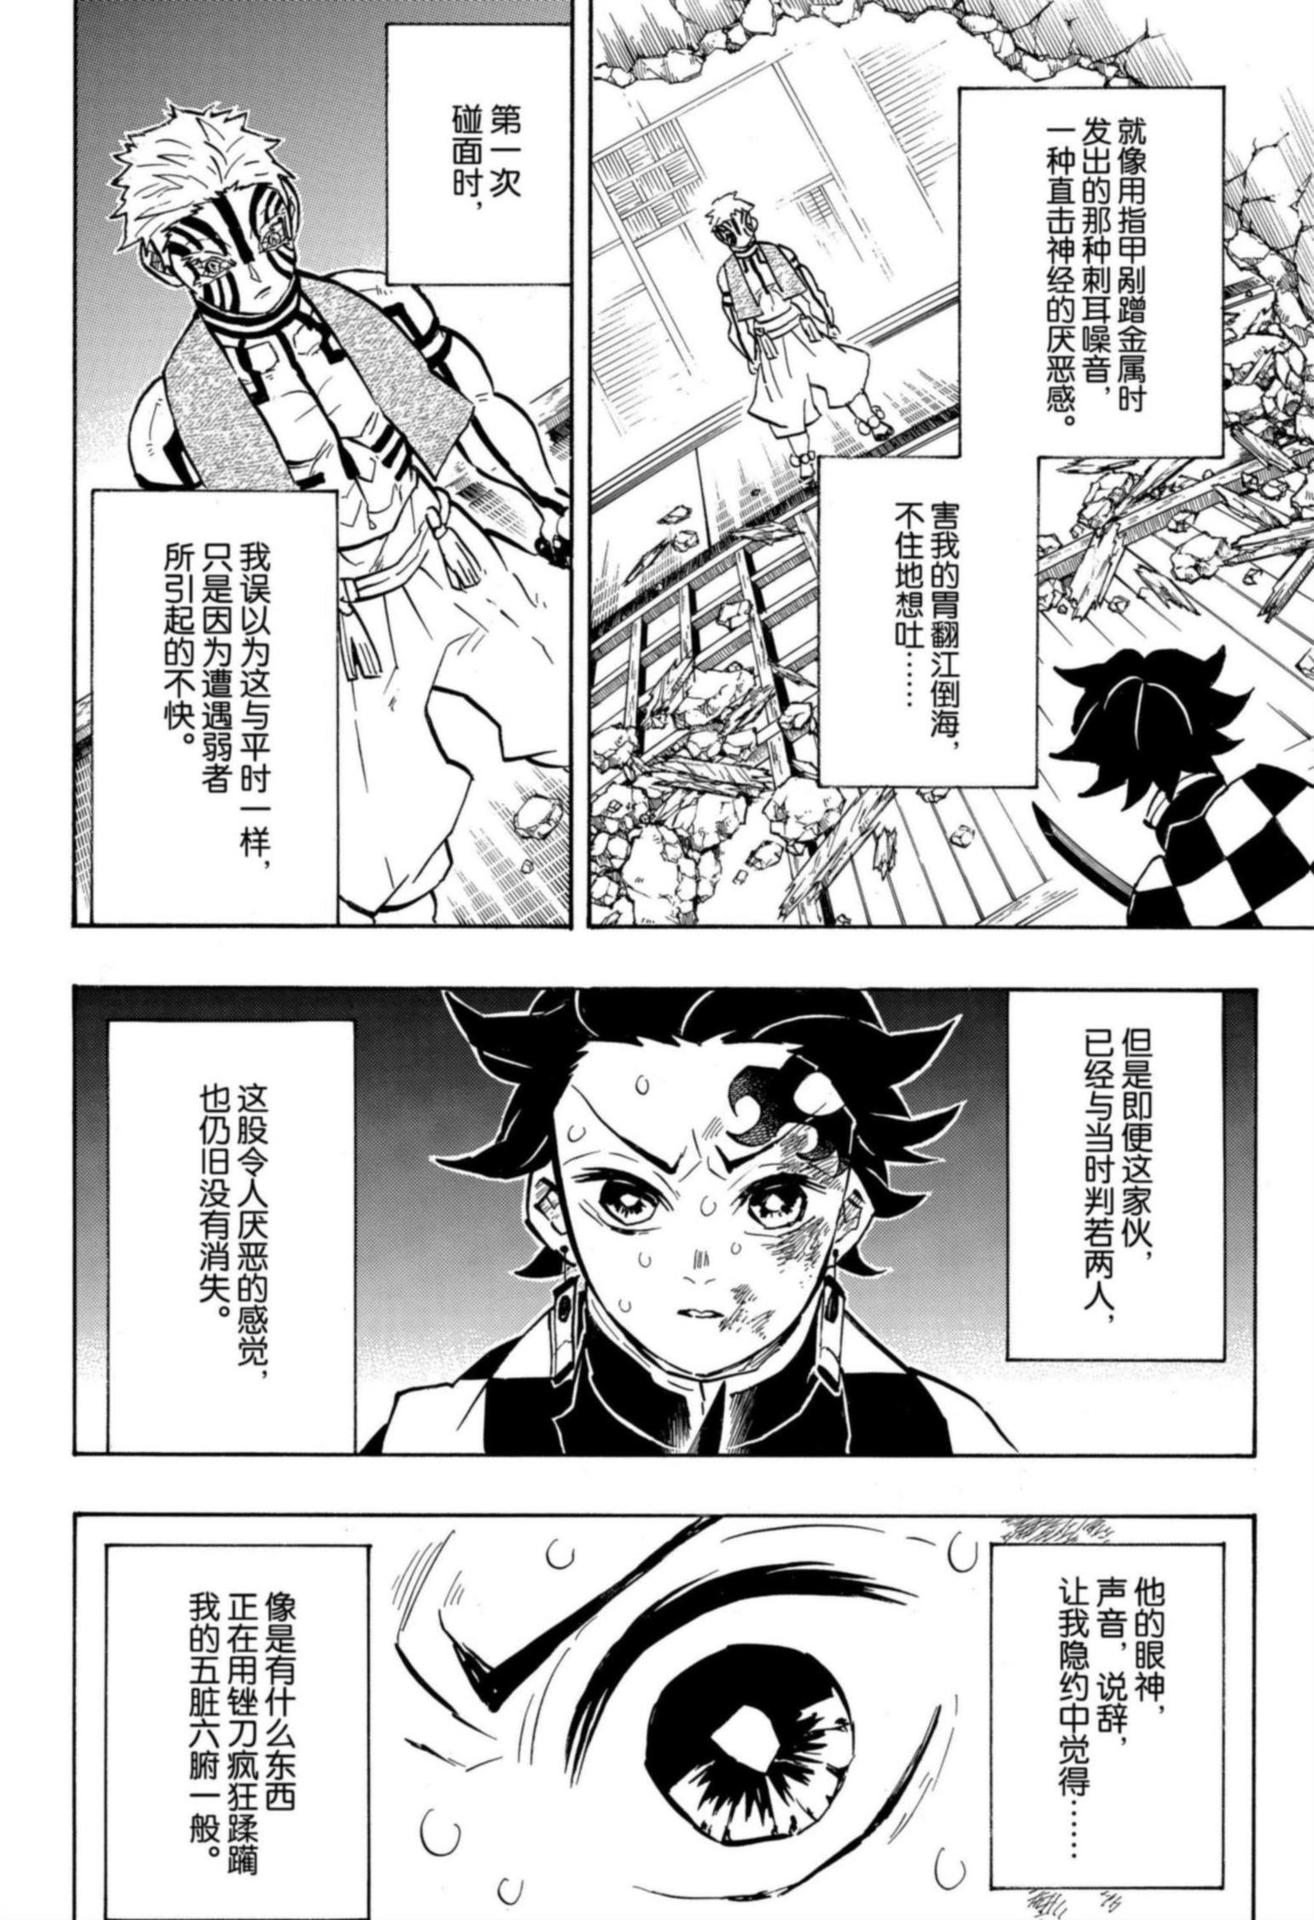 就像用指甲剐蹭金属时
发出的那种刺耳噪音，
一种直击神经的厌恶感。
害我的胃翻江倒海，
不住地想吐……
第一次
碰面时，
我误以为这与平时一样，
只是因为遭遇弱者
所引起的不快。
但是即便这家伙，
已经与当时判若两人，
这股令人厌恶的感觉，
也仍旧没有消失。
他的眼神，
声音，说辞，
让我隐约中觉得……
像是有什么东西
正在用锉刀疯狂蹂躏
我的五脏六腑一般。